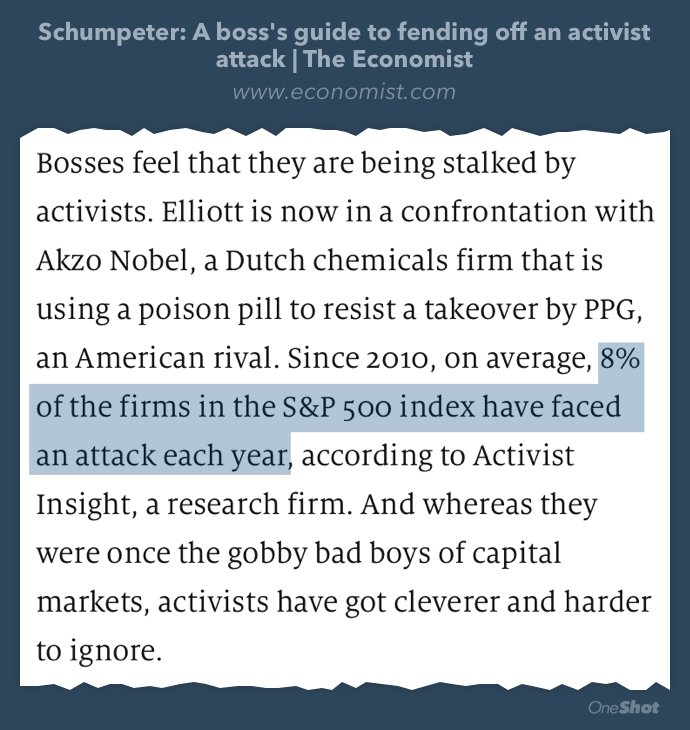 Schumpeter: A boss's guide to fending off an activist
attack | The Economist
www.economist.com
Bosses feel that they are being stalked by
activists. Elliott is now in a confrontation with
Akzo Nobel, a Dutch chemicals firm that is
using a poison pill to resist a takeover by PPG,
an American rival. Since 2010, on average, 8%
of the firms in the S&P 500 index have faced
an attack each year, according to Activist
Insight, a research firm. And whereas they
were once the gobby bad boys of capital
markets, activists have got cleverer and harder
to ignore.
OneShot